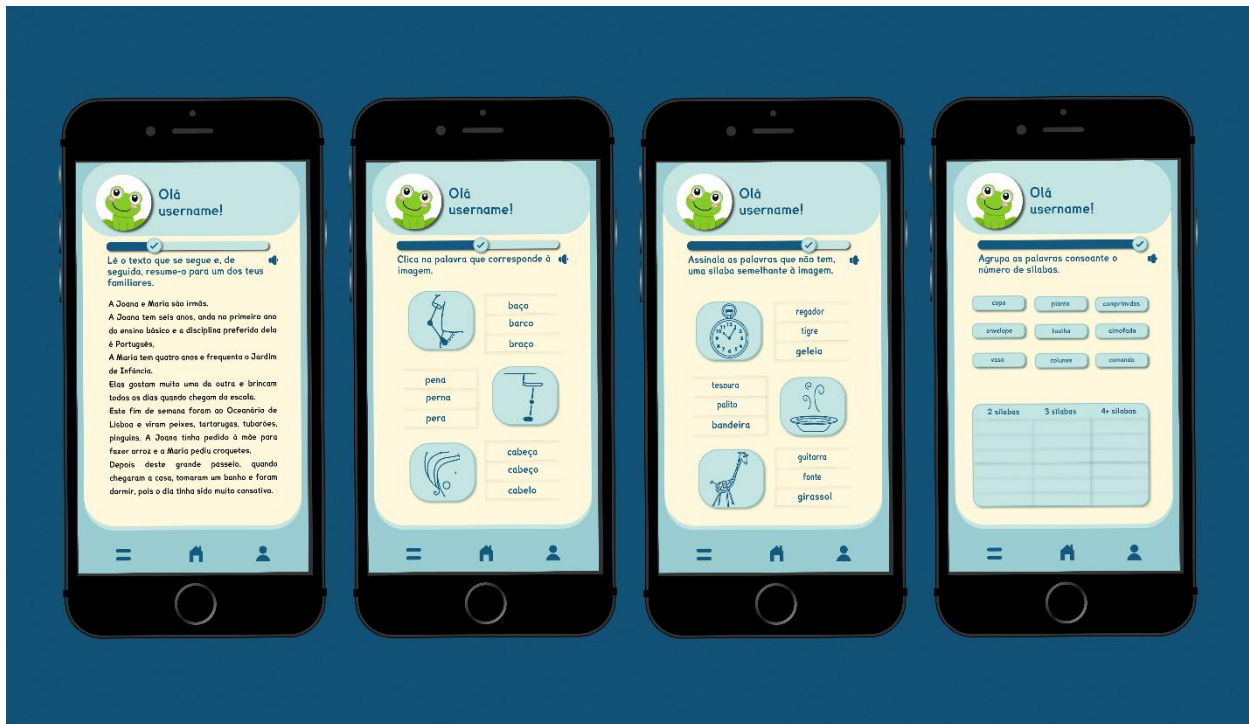 Olá
username!
Lê o texto que se segue e, de
seguida, resume-o para um dos teus
familiares.
A Joana e Maria são irmãs.
A Joana tem seis anos, anda no primeiro ano
do ensino básico e a disciplina preferida dela
é Português,
A Maria tem quatro anos e frequenta o Jardim
de Infância.
Elas gostam muito uma da outra e brincam
todos os dias quando chegam da escola.
Este fim de semana foram ao Oceanário de
Lisboa e viram peixes, tartarugas, tubarões,
pinguins. A Joana tinha pedido à mãe para
fazer arroz e a Maria pediu croquetes.
Depois deste grande passeio, quando
chegaram a casa, tomaram um banho e foram
dormir, pois o dia tinha sido muito cansativo.
Olá
username!
Clica na palavra que corresponde à
imagem.
baço
barco
braço
pena
perna
pera
cabeça
cabeço
cabelo
Olá
username!
Assinala as palavras que não tem,
uma sílaba semelhante à imagem.
12
regador
tigre
geleia
tesoura
palito
bandeira
guitarra
fonte
girassol
Olá
username!
Agrupa as palavras consoante o
número de sílabas.
copo planta comprimidos
envelope toalha almofada
vaso colunas comando
2 sílabas 3 sílabas 4+ sílabas